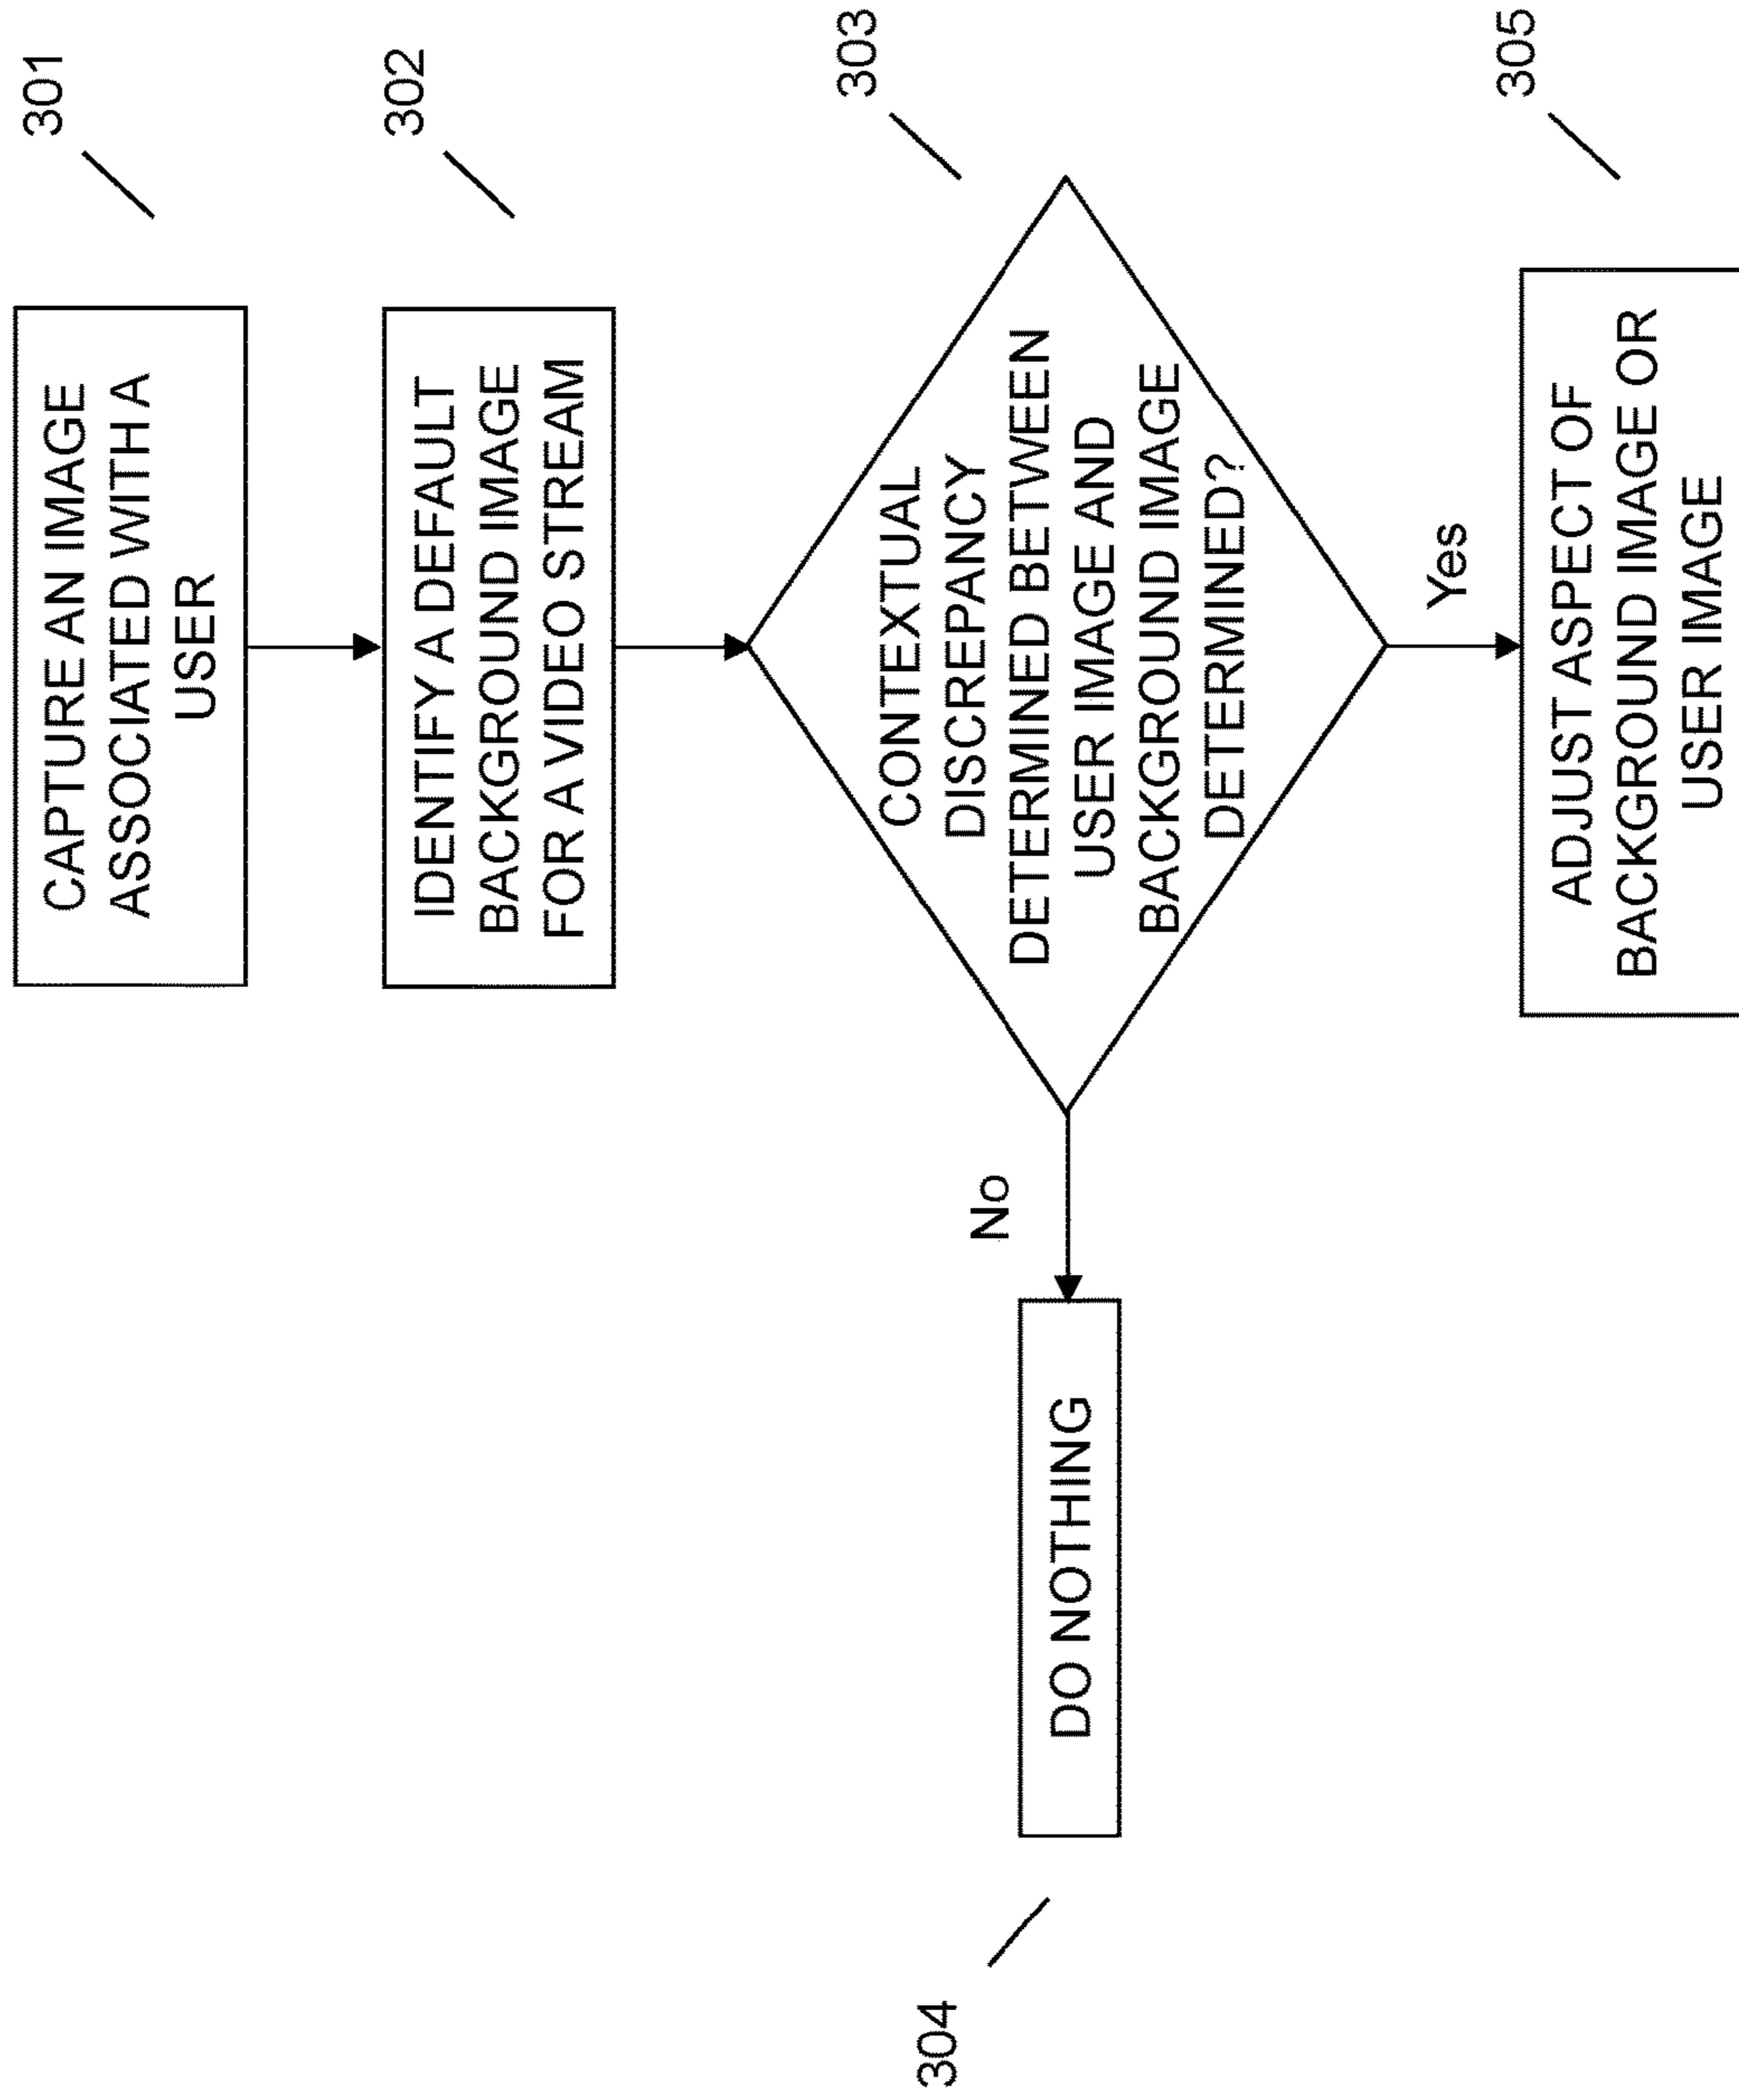 CAPTURE AN IMAGE
ASSOCIATED WITH A
USER
301
IDENTIFY A DEFAULT
BACKGROUND IMAGE
FOR A VIDEO STREAM
302
CONTEXTUAL
DISCREPANCY
DETERMINED BETWEEN
USER IMAGE AND
BACKGROUND IMAGE
DETERMINED?
303
No
DO NOTHING
304
Yes
ADJUST ASPECT OF
BACKGROUND IMAGE OR
USER IMAGE
305